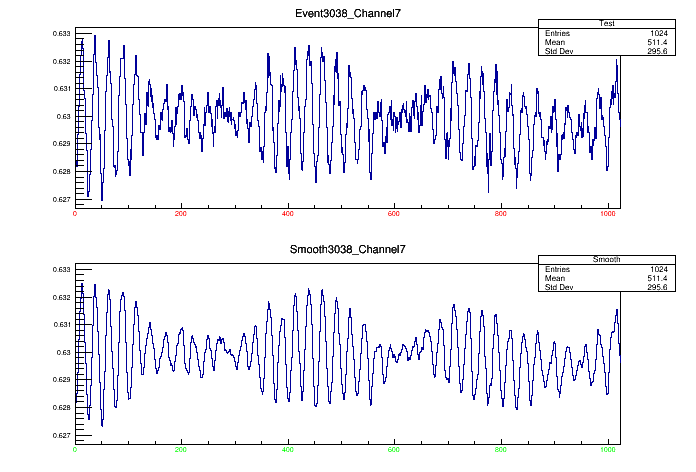 Event3038_Channel7
Test
Entries 1024
Mean 511.4
Std Dev 295.6
0.633
0.632
0.631
0.63
0.629
0.628
0.627
0 200 400 600 800 1000
Smooth3038_Channel7
Smooth
Entries 1024
Mean 511.4
Std Dev 295.6
0.633
0.632
0.631
0.63
0.629
0.628
0.627
0 200 400 600 800 1000